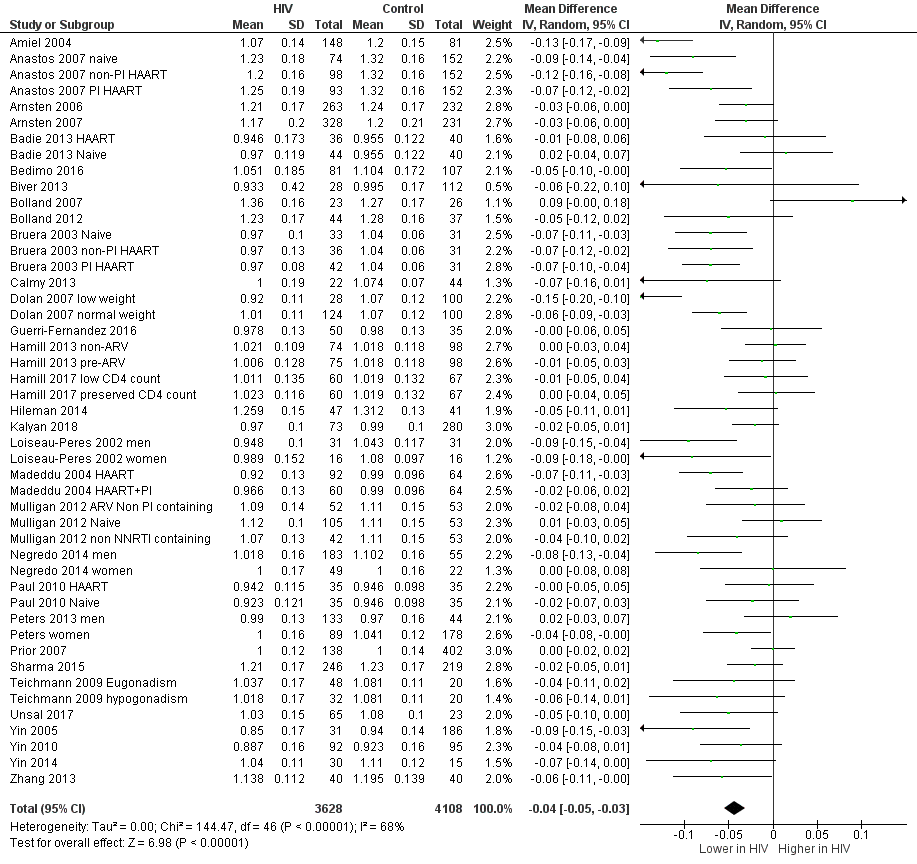 HIV Control Mean Difference Mean Difference
Study or Subgroup Mean SD Total Mean SD Total Weight IV, Random, 95% CI IV, Random, 95% CI
Amiel 2004 1.07 0.14 148 1.2 0.15 81 2.5% -0.13 [-0.17, -0.09]
Anastos 2007 naive 1.23 0.18 74 1.32 0.16 152 2.2% -0.09 [-0.14, -0.04]
Anastos 2007 non-PI HAART 1.2 0.16 98 1.32 0.16 152 2.5% -0.12 [-0.16, -0.08]
Anastos 2007 PI HAART 1.25 0.19 93 1.32 0.16 152 2.3% -0.07 [-0.12, -0.02]
Arnsten 2006 1.21 0.17 263 1.24 0.17 232 2.8% -0.03 [-0.06, 0.00]
Arnsten 2007 1.17 0.2 328 1.2 0.21 231 2.7% -0.03 [-0.06, 0.00]
Badie 2013 HAART 0.946 0.173 36 0.955 0.122 40 1.7% -0.01 [-0.08, 0.06]
Badie 2013 Naive 0.97 0.119 44 0.955 0.122 40 2.2% 0.02 [-0.04, 0.07]
Bedimo 2016 1.051 0.185 81 1.104 0.172 107 2.2% -0.05 [-0.10, -0.00]
Biver 2013 0.933 0.42 28 0.995 0.17 112 0.5% -0.06 [-0.22, 0.10]
Bolland 2007 1.36 0.16 23 1.27 0.17 26 1.2% 0.09 [-0.00, 0.18]
Bolland 2012 1.23 0.17 44 1.28 0.16 37 1.6% -0.05 [-0.12, 0.02]
Bruera 2003 Naive 0.97 0.1 33 1.04 0.06 31 2.5% -0.07 [-0.11, -0.03]
Bruera 2003 non-PI HAART 0.97 0.13 36 1.04 0.06 31 2.3% -0.07 [-0.12, -0.02]
Bruera 2003 PI HAART 0.97 0.08 42 1.04 0.06 31 2.7% -0.07 [-0.10, -0.04]
Calmy 2013 1 0.19 22 1.074 0.07 44 1.3% -0.07 [-0.16, 0.01]
Dolan 2007 low weight 0.92 0.11 28 1.07 0.12 100 2.2% -0.15 [-0.20, -0.10]
Dolan 2007 normal weight 1.01 0.11 124 1.07 0.12 100 2.8% -0.06 [-0.09, -0.03]
Guerri-Fernandez 2016 0.978 0.13 50 0.98 0.13 35 2.0% -0.00 [-0.06, 0.05]
Hamill 2013 non-ARV 1.021 0.109 74 1.018 0.118 98 2.7% 0.00 [-0.03, 0.04]
Hamill 2013 pre-ARV 1.006 0.128 75 1.018 0.118 98 2.6% -0.01 [-0.05, 0.03]
Hamill 2017 low CD4 count 1.011 0.135 60 1.019 0.132 67 2.3% -0.01 [-0.05, 0.04]
Hamill 2017 preserved CD4 count 1.023 0.116 60 1.019 0.132 67 2.4% 0.00 [-0.04, 0.05]
Hileman 2014 1.259 0.15 47 1.312 0.13 41 2.0% -0.05 [-0.11, 0.01]
Kalyan 2018 0.97 0.1 73 0.99 0.1 280 2.9% -0.02 [-0.05, 0.01]
Loiseau-Peres 2002 men 0.948 0.1 31 1.043 0.117 31 2.1% -0.09 [-0.15, -0.04]
Loiseau-Peres 2002 women 0.989 0.152 16 1.08 0.097 16 1.2% -0.09 [-0.18, -0.00]
Madeddu 2004 HAART 0.92 0.13 92 0.99 0.096 64 2.6% -0.07 [-0.11, -0.03]
Madeddu 2004 HAART+PI 0.966 0.13 60 0.99 0.096 64 2.5% -0.02 [-0.06, 0.02]
Mulligan 2012 ARV Non PI containing 1.09 0.14 52 1.11 0.15 53 2.0% -0.02 [-0.08, 0.04]
Mulligan 2012 Naive 1.12 0.1 105 1.11 0.15 53 2.4% 0.01 [-0.03, 0.05]
Mulligan 2012 non NNRTI containing 1.07 0.13 42 1.11 0.15 53 2.0% -0.04 [-0.10, 0.02]
Negredo 2014 men 1.018 0.16 183 1.102 0.16 55 2.3% -0.08 [-0.13, -0.04]
Negredo 2014 women 1 0.17 49 1 0.16 22 1.3% 0.00 [-0.08, 0.08]
Paul 2010 HAART 0.942 0.115 35 0.946 0.098 35 2.2% -0.00 [-0.05, 0.05]
Paul 2010 Naive 0.923 0.121 35 0.946 0.098 35 2.2% -0.02 [-0.07, 0.03]
Peters 2013 men 0.99 0.13 133 0.97 0.16 44 2.2% 0.02 [-0.03, 0.07]
Peters women 1 0.16 89 1.041 0.12 178 2.6% -0.04 [-0.08, -0.00]
Prior 2007 1 0.12 138 1 0.14 402 2.9% 0.00 [-0.02, 0.02]
Sharma 2015 1.21 0.17 246 1.23 0.17 219 2.7% -0.02 [-0.05, 0.01]
Teichmann 2009 Eugonadism 1.037 0.17 48 1.081 0.11 20 1.7% -0.04 [-0.11, 0.02]
Teichmann 2009 hypogonadism 1.018 0.17 32 1.081 0.11 20 1.4% -0.06 [-0.14, 0.01]
Unsal 2017 1.03 0.15 65 1.08 0.1 23 2.0% -0.05 [-0.10, 0.00]
Yin 2005 0.85 0.17 31 0.94 0.14 186 1.8% -0.09 [-0.15, -0.03]
Yin 2010 0.887 0.16 92 0.923 0.16 95 2.4% -0.04 [-0.08, 0.01]
Yin 2014 1.04 0.11 30 1.11 0.12 15 1.6% -0.07 [-0.14, 0.00]
Zhang 2013 1.138 0.112 40 1.195 0.139 40 2.0% -0.06 [-0.11, -0.00]
Total (95% CI) 3628 4108 100.0% -0.04 [-0.05, -0.03]
Heterogeneity: Tau² = 0.00; Chi² = 144.47, df = 46 (P < 0.00001); I² = 68%
Test for overall effect: Z = 6.98 (P < 0.00001)
-0.1 -0.05 0 0.05 0.1
Lower in HIV Higher in HIV